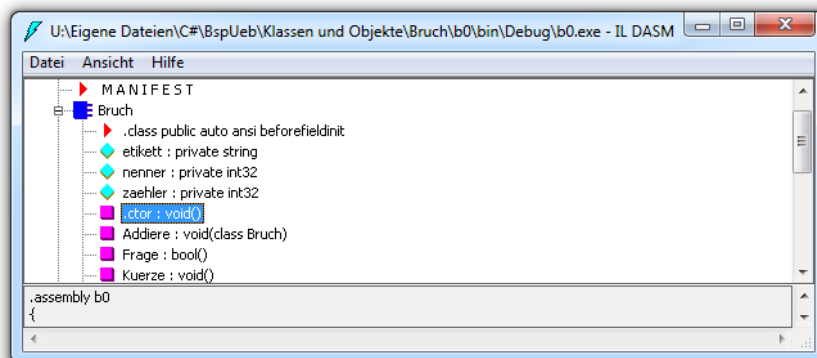 U:\Eigene Dateien\C#\BspUeb\Klassen und Objekte\Bruch\b0\bin\Debug\b0.exe - IL DASM
Datei Ansicht Hilfe
M A N I F E S T
Bruch
.class public auto ansi beforefieldinit
etikett : private string
nenner : private int32
zaehler : private int32
.ctor : void()
Addiere : void(class Bruch)
Frage : bool()
Kuerze : void()
.assembly b0
{